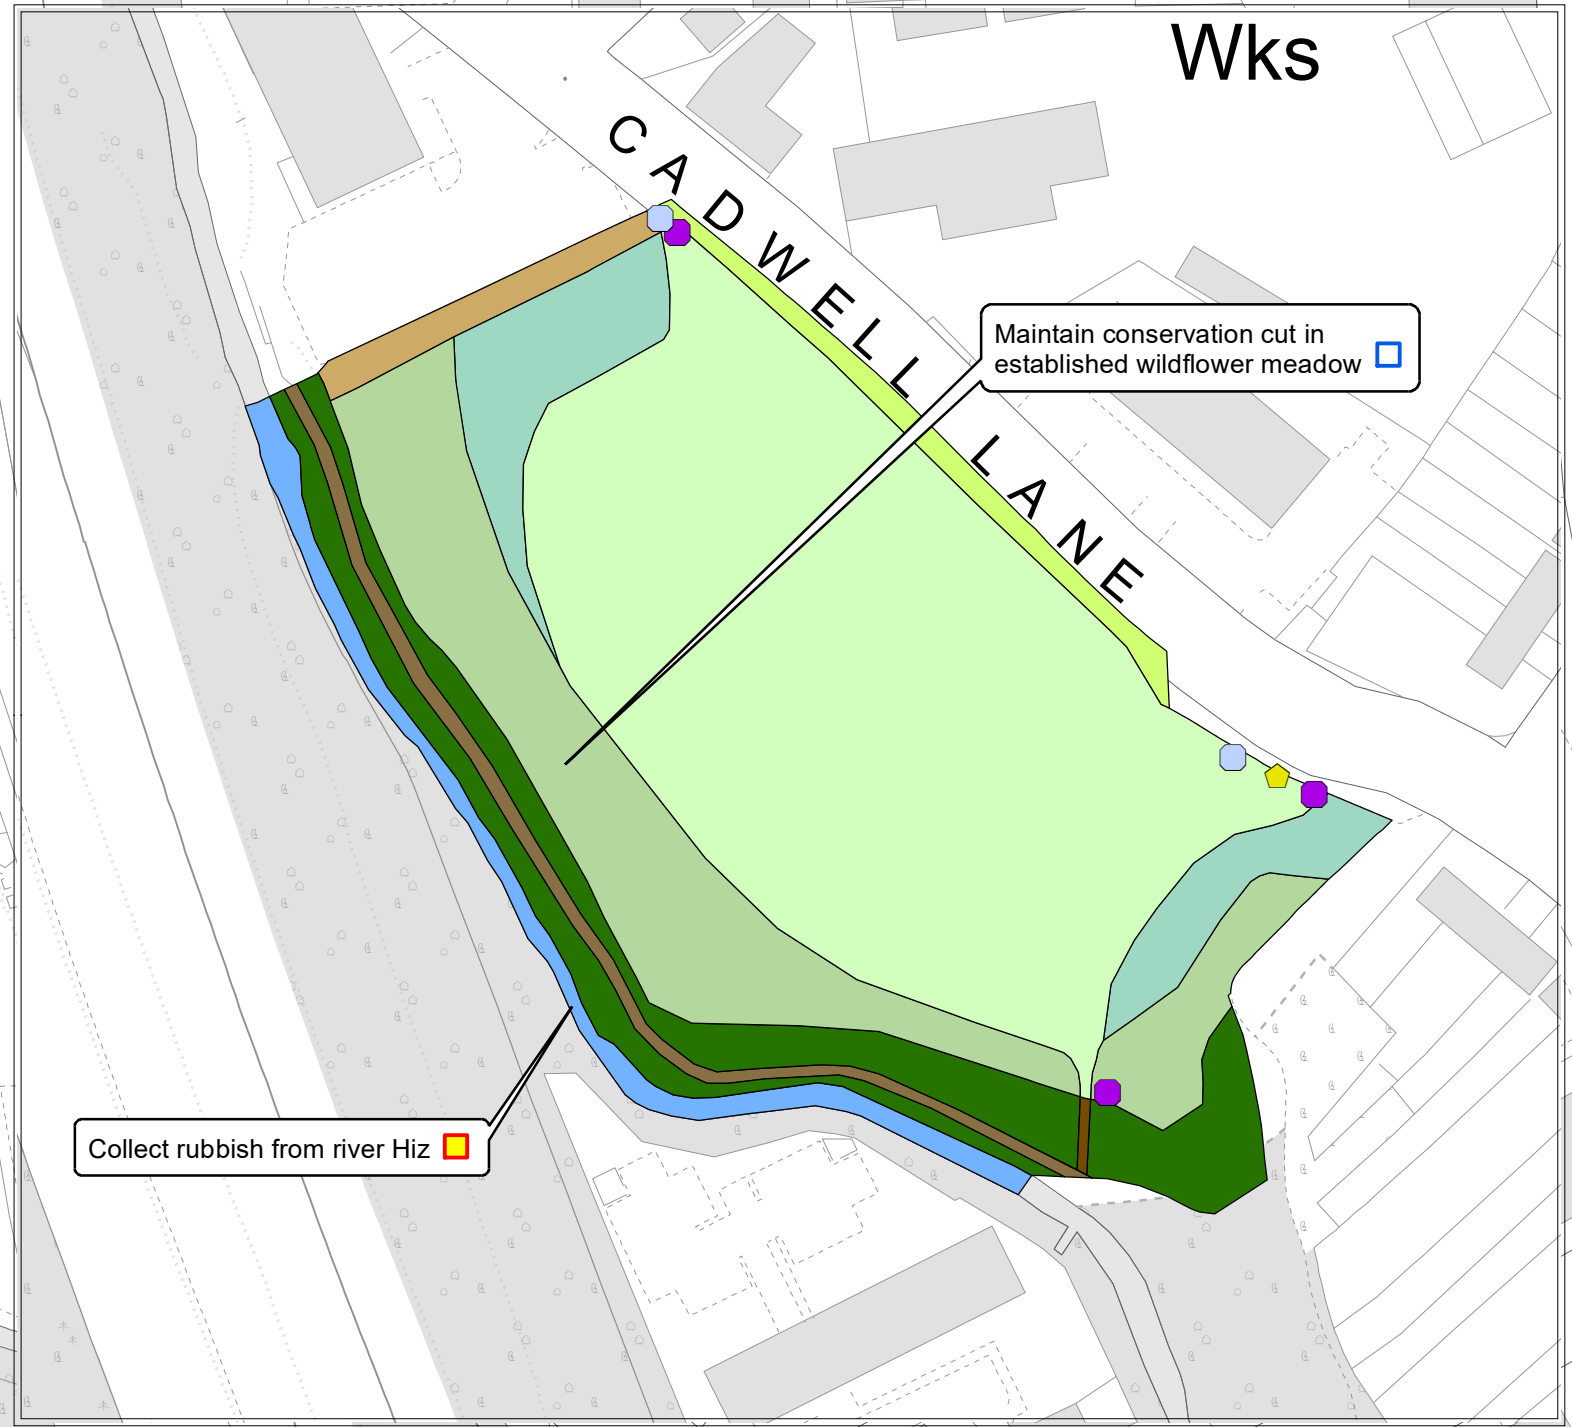 Wks
CADWELL LANE
Maintain conservation cut in
established wildflower meadow
Collect rubbish from river Hiz